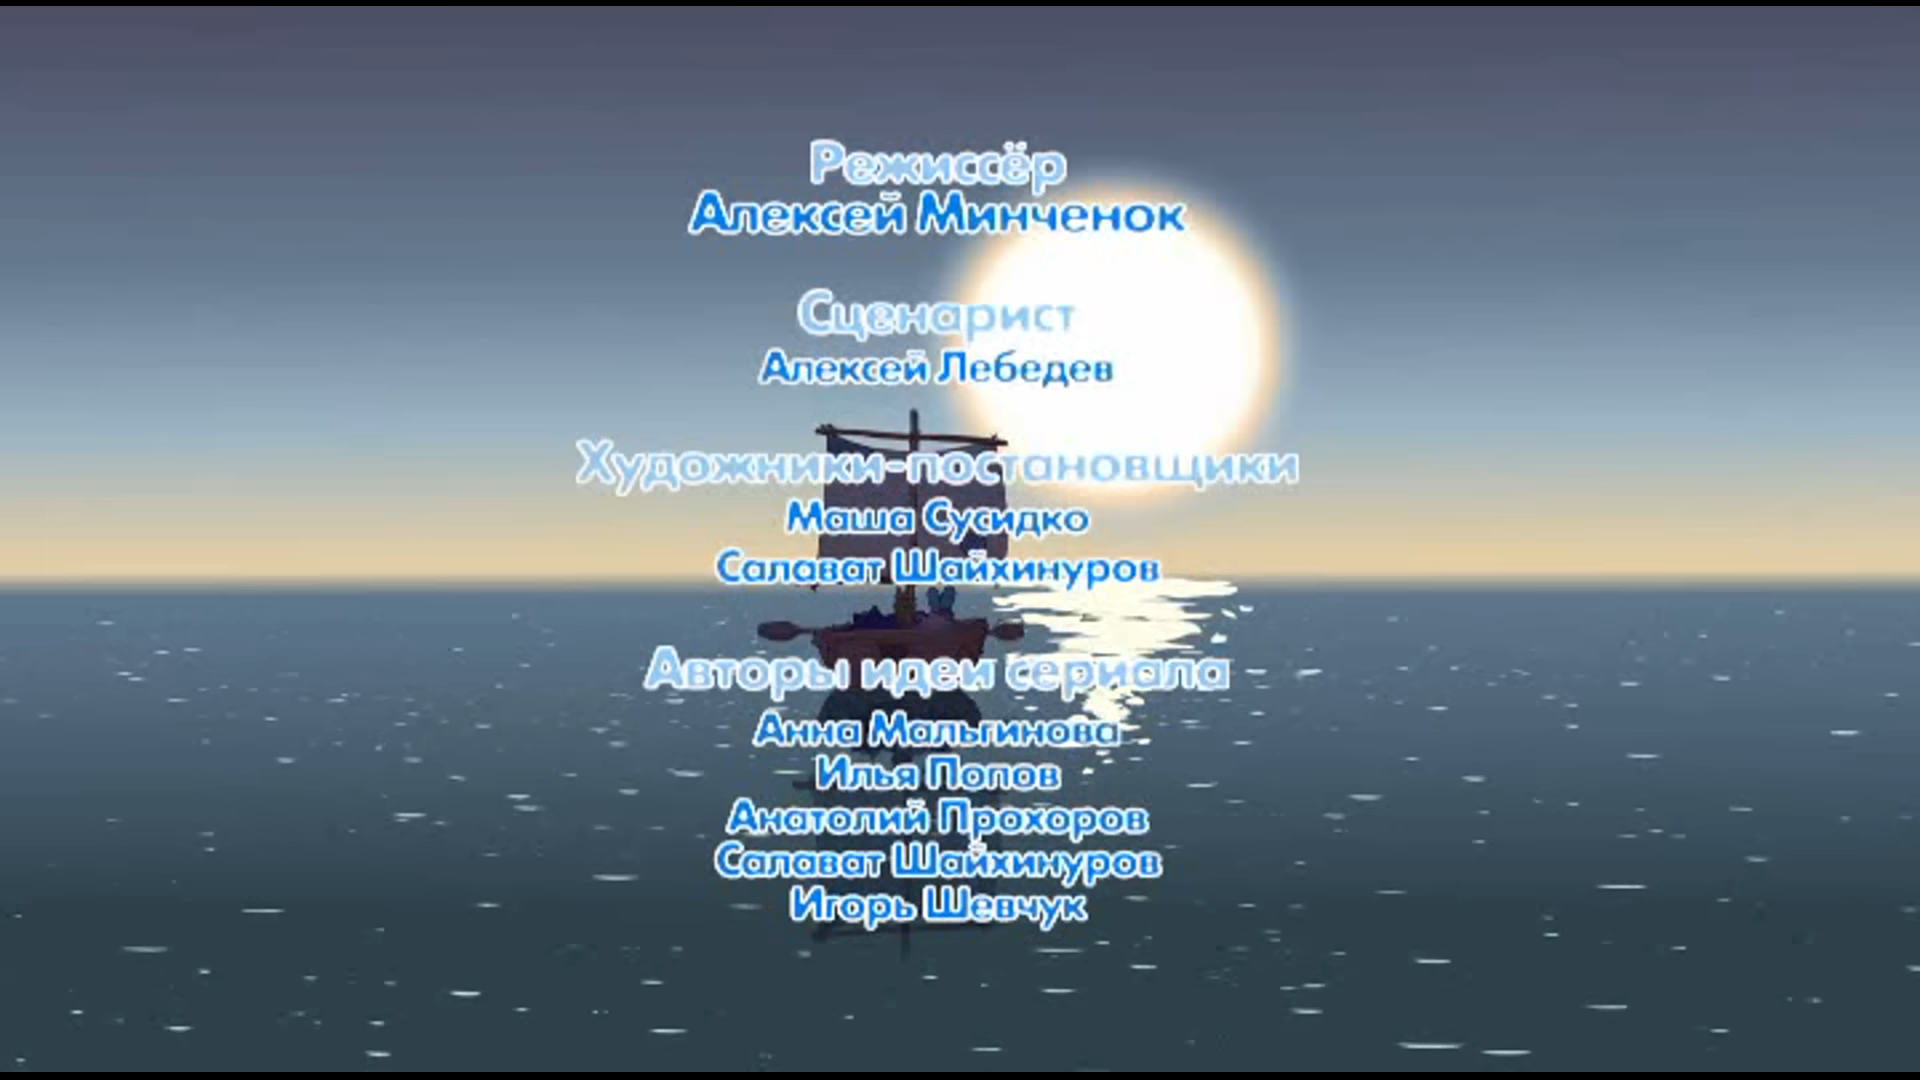 Режиссёр
Алексей Минченок
Сценарист
Алексей Лебедев
Художники-постановщики
Маша Сусидко
Салават Шайхинуров
Авторы идеи сериала
Анна Мальгинова
Илья Попов
Анатолий Прохоров
Салават Шайхинуров
Игорь Шевчук